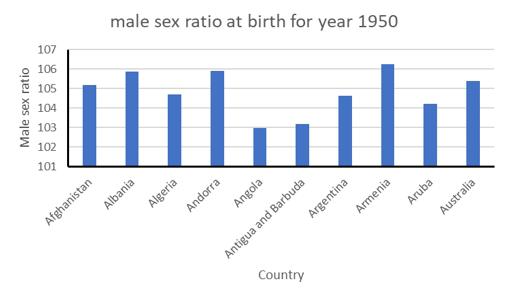 male sex ratio at birth for year 1950
Male sex ratio
107
106
105
104
103
102
101
Afghanistan
Albania
Algeria
Andorra
Angola
Antigua and Barbuda
Argentina
Armenia
Aruba
Australia
Country